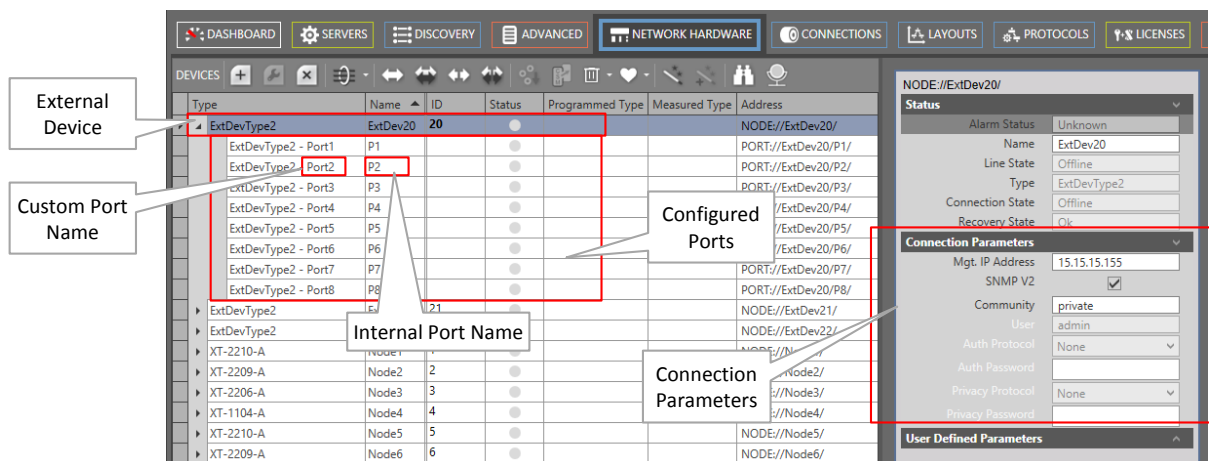 DASHBOARD SERVERS DISCOVERY ADVANCED NETWORK HARDWARE CONNECTIONS LAYOUTS PROTOCOLS LICENSES
DEVICES
Type Name ID Status Programmed Type Measured Type Address
ExtDevType2 ExtDev20 20 NODE://ExtDev20/
ExtDevType2 - Port1 P1 PORT://ExtDev20/P1/
ExtDevType2 - Port2 P2 PORT://ExtDev20/P2/
ExtDevType2 - Port3 P3 PORT://ExtDev20/P3/
ExtDevType2 - Port4 P4 /ExtDev20/P4/
ExtDevType2 - Port5 P5 /ExtDev20/P5/
ExtDevType2 - Port6 P6 /ExtDev20/P6/
ExtDevType2 - Port7 P7 PORT://ExtDev20/P7/
ExtDevType2 - Port8 P8 PORT://ExtDev20/P8/
ExtDevType2 21 NODE://ExtDev21/
ExtDevType2 NODE://ExtDev22/
XT-2210-A Node1 /Node1/
XT-2209-A Node2 2 /Node2/
XT-2206-A Node3 3 /Node3/
XT-1104-A Node4 4 /Node4/
XT-2210-A Node5 5 NODE://Node5/
XT-2209-A Node6 6 NODE://Node6/
External
Device
Custom Port
Name
Internal Port Name
Configured
Ports
Connection
Parameters
NODE://ExtDev20/
Status
Alarm Status Unknown
Name ExtDev20
Line State Offline
Type ExtDevType2
Connection State Offline
Recovery State Ok
Connection Parameters
Mgt. IP Address 15.15.15.155
SNMP V2
Community private
User admin
Auth Protocol None
Auth Password
Privacy Protocol None
Privacy Password
User Defined Parameters